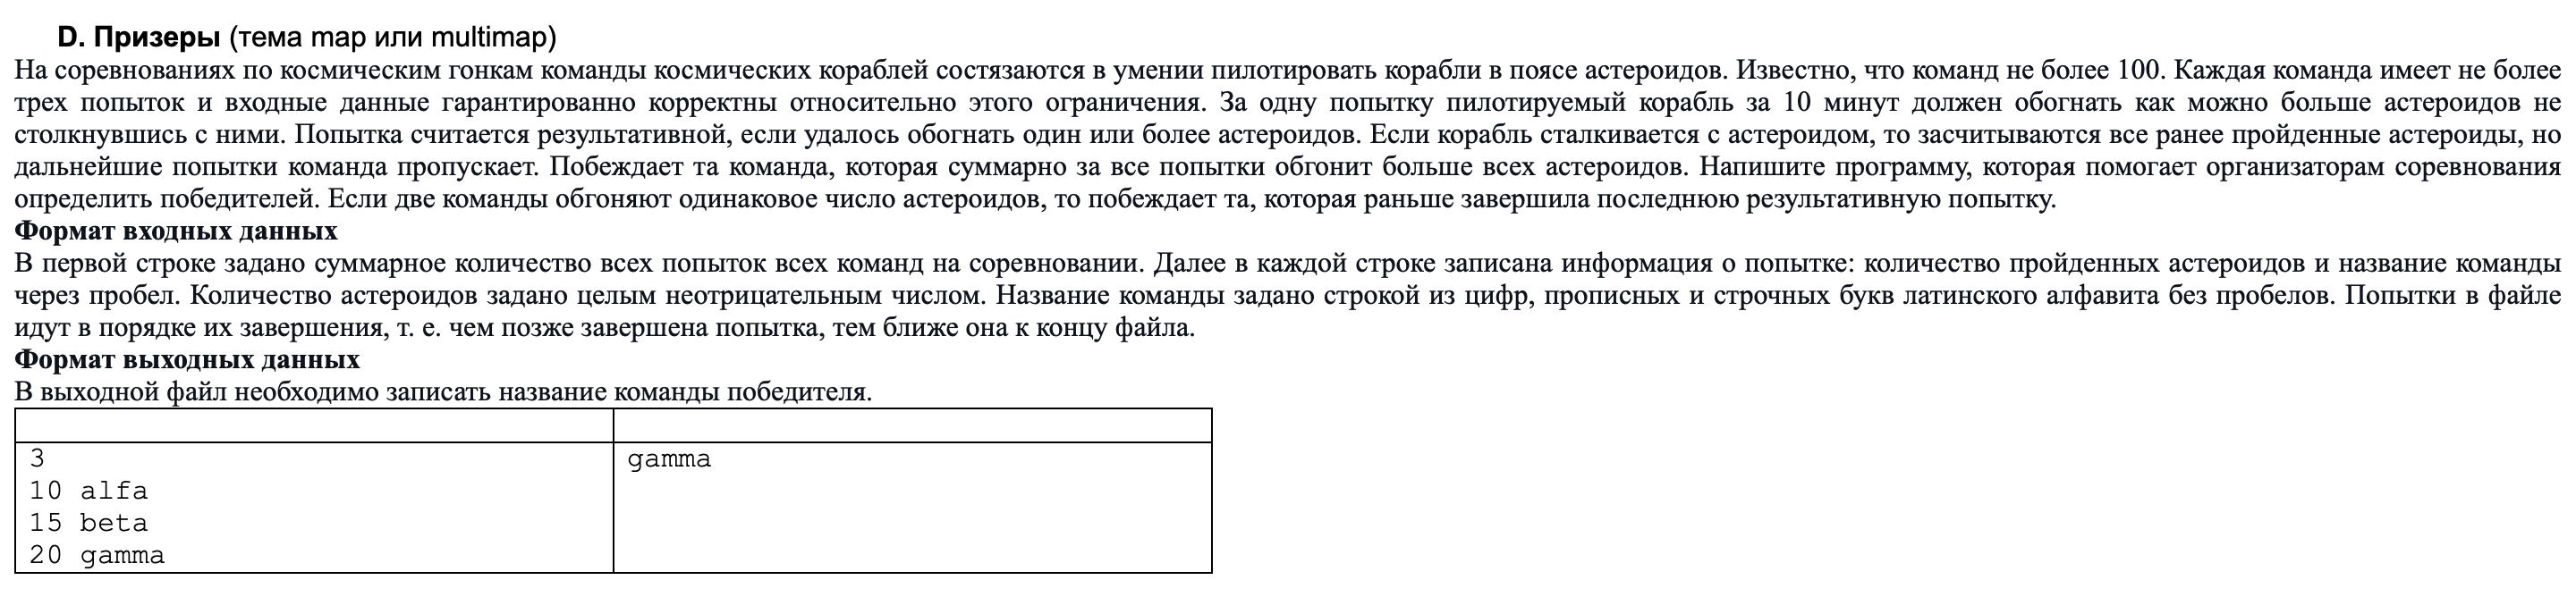 D. Призеры (тема map или multimap)
На соревнованиях по космическим гонкам команды космических кораблей состязаются в умении пилотировать корабли в поясе астероидов. Известно, что команд не более 100. Каждая команда имеет не более
трех попыток и входные данные гарантированно корректны относительно этого ограничения. За одну попытку пилотируемый корабль за 10 минут должен обогнать как можно больше астероидов не
столкнувшись с ними. Попытка считается результативной, если удалось обогнать один или более астероидов. Если корабль сталкивается с астероидом, то засчитываются все ранее пройденные астероиды, но
дальнейшие попытки команда пропускает. Побеждает та команда, которая суммарно за все попытки обгонит больше всех астероидов. Напишите программу, которая помогает организаторам соревнования
определить победителей. Если две команды обгоняют одинаковое число астероидов, то побеждает та, которая раньше завершила последнюю результативную попытку.
Формат входных данных
В первой строке задано суммарное количество всех попыток всех команд на соревновании. Далее в каждой строке записана информация о попытке: количество пройденных астероидов и название команды
через пробел. Количество астероидов задано целым неотрицательным числом. Название команды задано строкой из цифр, прописных и строчных букв латинского алфавита без пробелов. Попытки в файле
идут в порядке их завершения, т. е. чем позже завершена попытка, тем ближе она к концу файла.
Формат выходных данных
В выходной файл необходимо записать название команды победителя.
3
10 alfa
15 beta
20 gamma
gamma